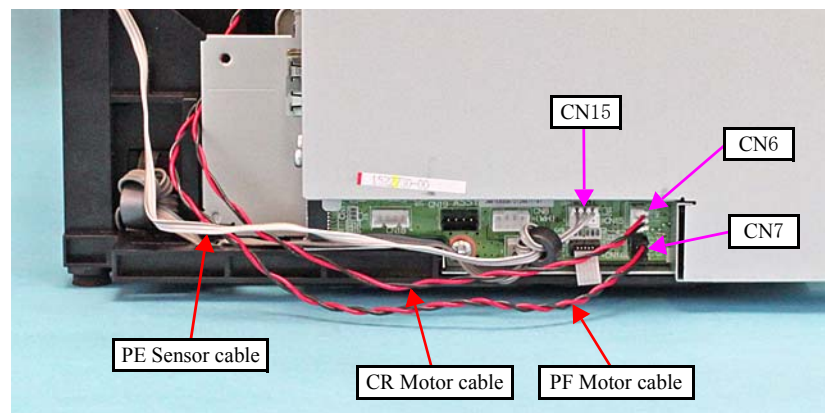 CN15
CN6
CN7
PE Sensor cable
CR Motor cable
PF Motor cable